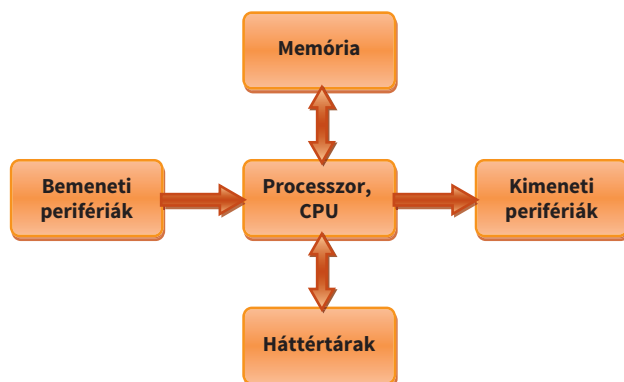 Memória
Bemeneti
perifériák
Processzor,
CPU
Kimeneti
perifériák
Háttértárak